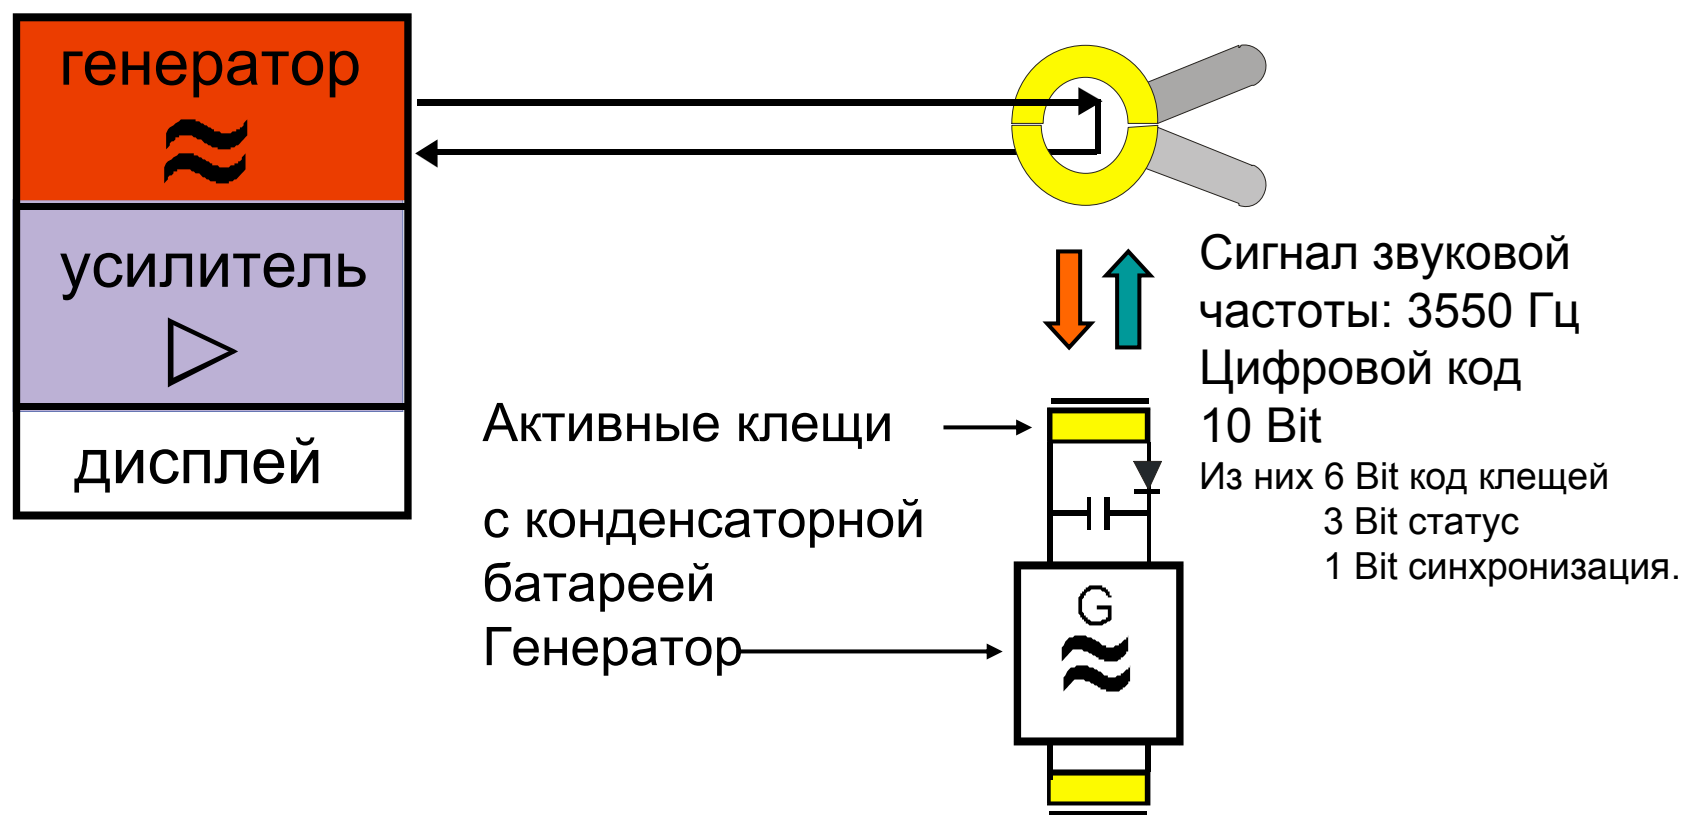 генератор
усилитель
дисплей
Сигнал звуковой
частоты: 3550 Гц
Цифровой код
10 Bit
Из них 6 Bit код клещей
3 Bit статус
1 Bit синхронизация.
Активные клещи
с конденсаторной
батареей
Генератор
G